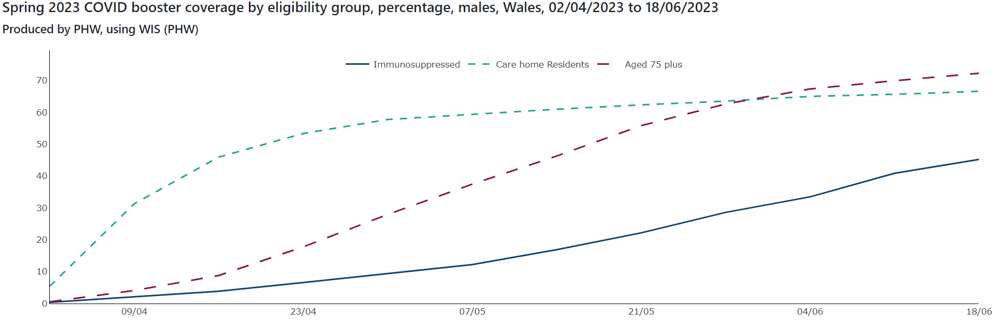 Spring 2023 COVID booster coverage by eligibility group, percentage, males, Wales, 02/04/2023 to 18/06/2023
Produced by PHW, using WIS (PHW)
Immunosuppressed Care home Residents Aged 75 plus
70
60
50
40
30
20
10
0
09/04 23/04 07/05 21/05 04/06 18/06